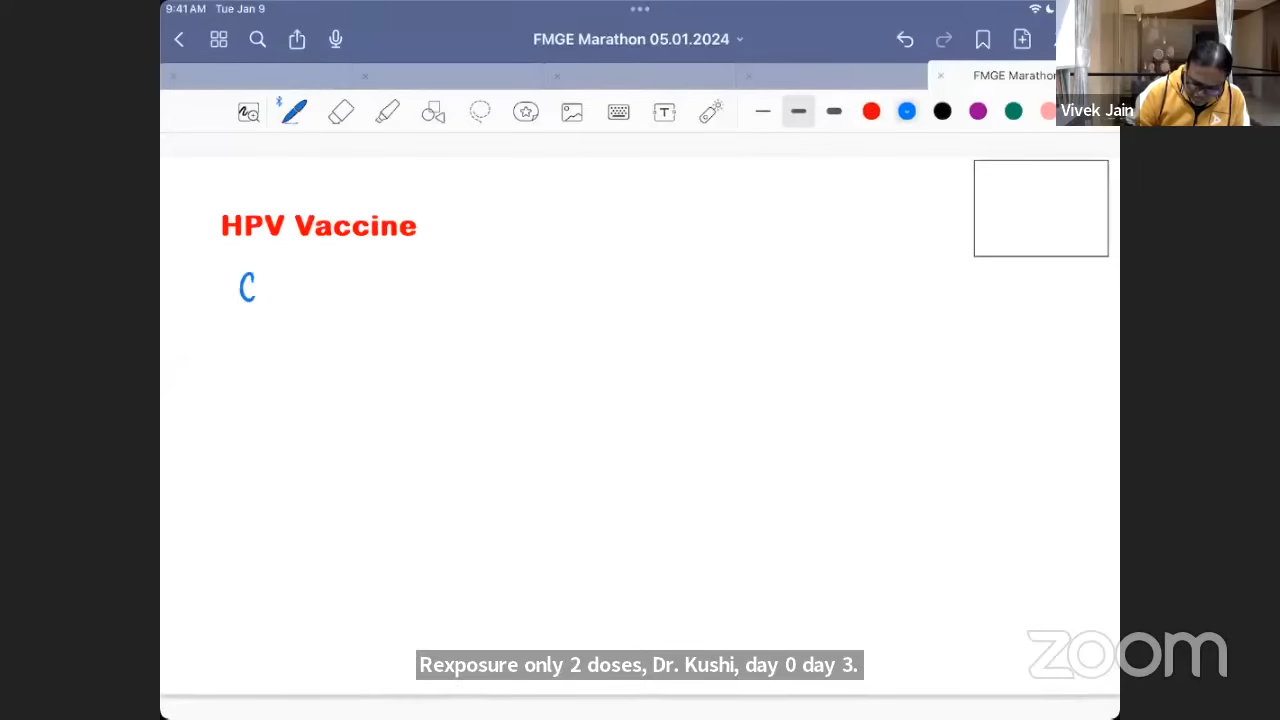 9:41 AM Tue Jan 9
FMGE Marathon 05.01.2024
FMGE Marathon
T
Vivek Jain
HPV Vaccine
C
Rexposure only 2 doses, Dr. Kushi, day 0 day 3.
zoom